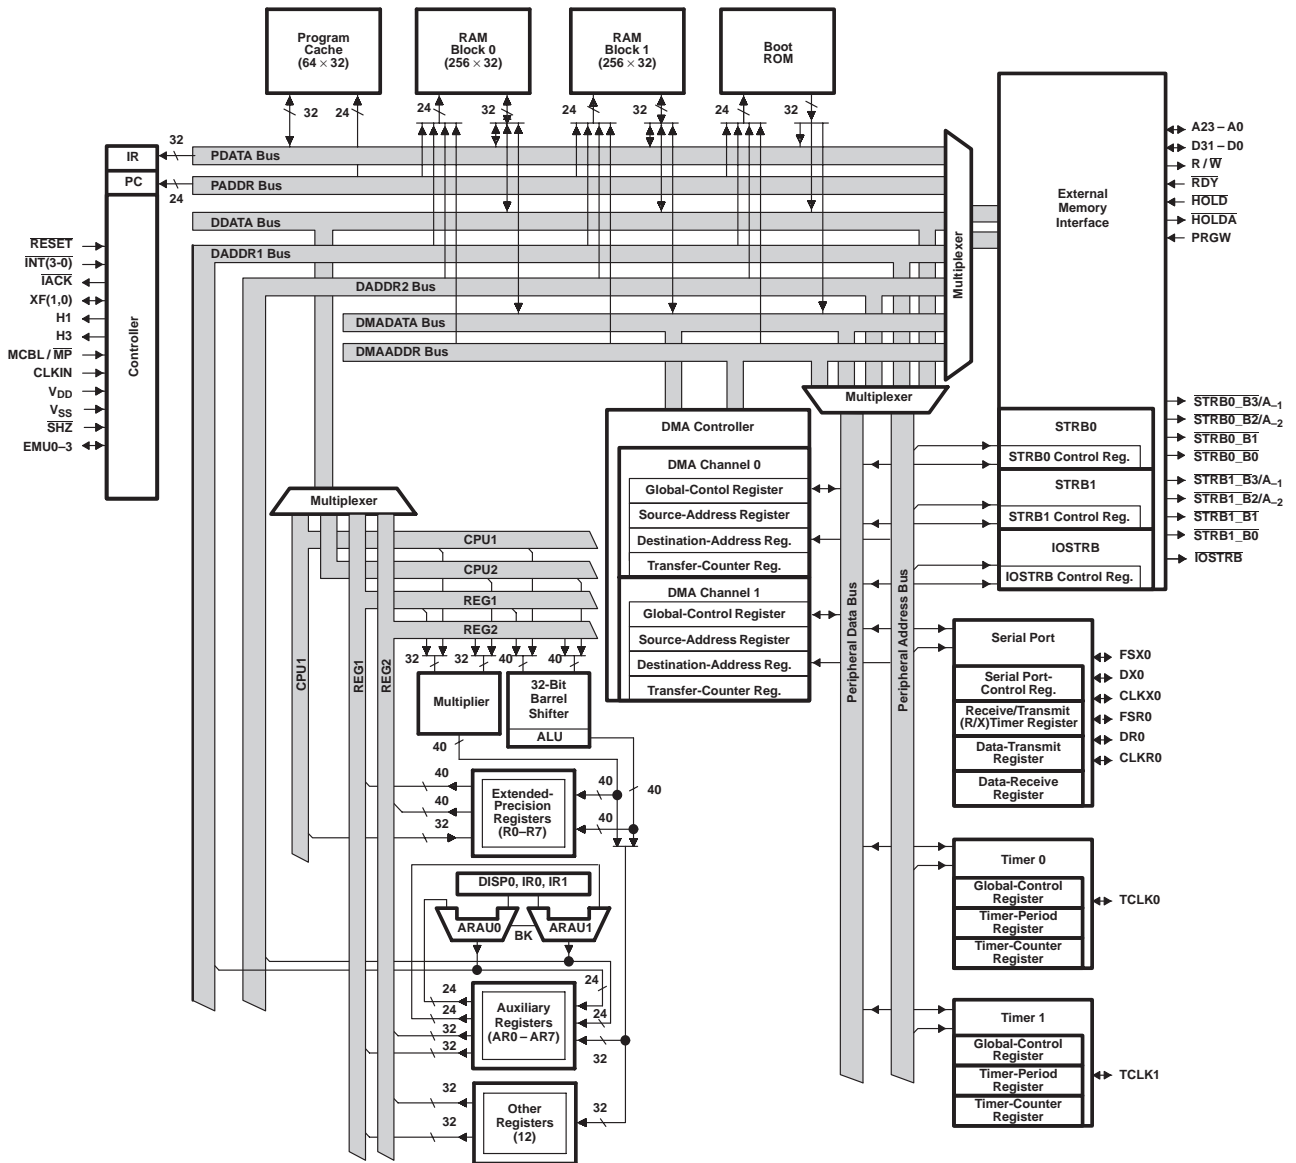 Program
Cache
(64 × 32)
RAM
Block 0
(256 × 32)
RAM
Block 1
(256 × 32)
Boot
ROM
32
24
24
32
24
32
24
32
IR
32
PDATA Bus
PC
24
PADDR Bus
DDATA Bus
DADDR1 Bus
DADDR2 Bus
DMADATA Bus
DMAADDR Bus
Multiplexer
External
Memory
Interface
A23 – A0
D31 – D0
R / W
RDY
HOLD
HOLDA
PRGW
RESET
INT(3-0)
IACK
XF(1,0)
H1
H3
MCBL / MP
CLKIN
VDD
VSS
SHZ
EMU0–3
Controller
Multiplexer
STRB0
STRB0 Control Reg.
STRB1
STRB1 Control Reg.
IOSTRB
IOSTRB Control Reg.
STRB0_B3/A–1
STRB0_B2/A–2
STRB0_B1
STRB0_B0
STRB1_B3/A–1
STRB1_B2/A–2
STRB1_B1
STRB1_B0
IOSTRB
DMA Controller
DMA Channel 0
Global-Contol Register
Source-Address Register
Destination-Address Reg.
Transfer-Counter Reg.
DMA Channel 1
Global-Control Register
Source-Address Register
Destination-Address Reg.
Transfer-Counter Reg.
Peripheral Data Bus
Peripheral Address Bus
Multiplexer
CPU1
CPU2
REG1
REG2
CPU1
REG1
REG2
32
32
40
40
Multiplier
32-Bit
Barrel
Shifter
ALU
40
40
40
32
Extended-
Precision
Registers
(R0–R7)
40
40
40
DISP0, IR0, IR1
ARAU0
BK
ARAU1
24
24
32
32
Auxiliary
Registers
(AR0 – AR7)
24
24
32
32
32
Other
Registers
(12)
32
Serial Port
Serial Port-
Control Reg.
Receive/Transmit
(R/X)Timer Register
Data-Transmit
Register
Data-Receive
Register
FSX0
DX0
CLKX0
FSR0
DR0
CLKR0
Timer 0
Global-Control
Register
Timer-Period
Register
Timer-Counter
Register
TCLK0
Timer 1
Global-Control
Register
Timer-Period
Register
Timer-Counter
Register
TCLK1